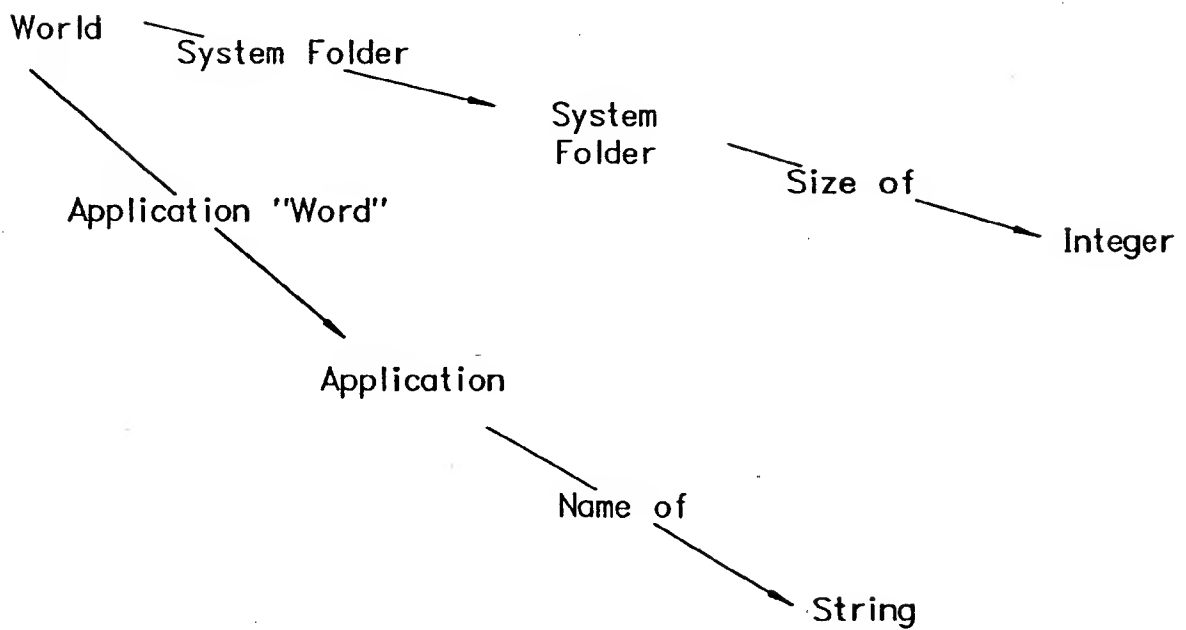 World
System Folder
System
Folder
Size of
Integer
Application "Word"
Application
Name of
String